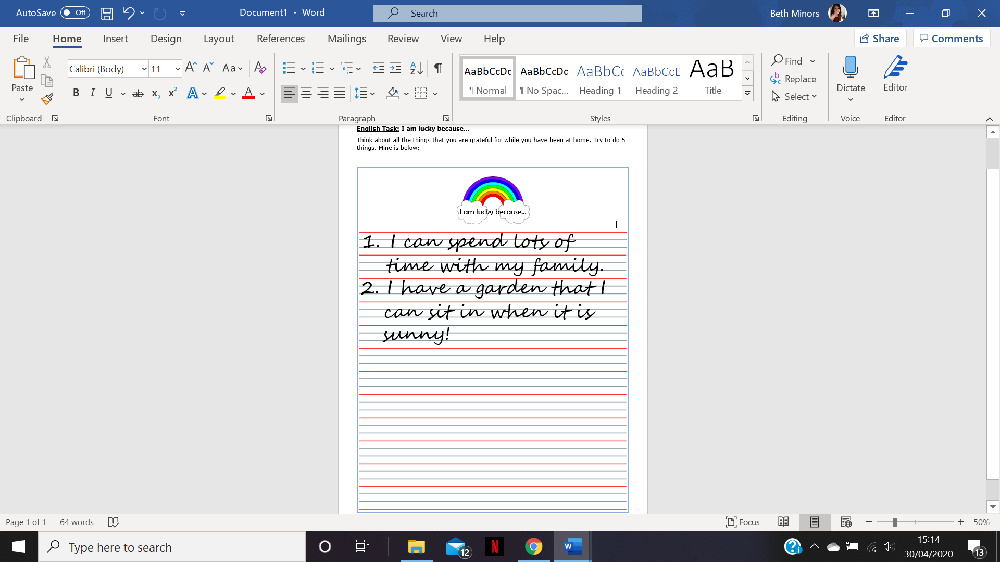 AutoSave Off Document1 - Word Search Beth Minors
File Home Insert Design Layout References Mailings Review View Help Share Comments
Paste Calibri (Body) 11 Aa AaBbCcDc AaBbCcDc AaBbCc AaBbCcD AaB Find Replace Select Dictate Editor
¶ Normal ¶ No Spac... Heading 1 Heading 2 Title
Clipboard Font Paragraph Styles Editing Voice Editor
English Task: I am lucky because...
Think about all the things that you are grateful for while you have been at home. Try to do 5
things. Mine is below:
I am lucky because...
1. I can spend lots of
time with my family.
2. I have a garden that I
can sit in when it is
sunny!
Page 1 of 1 64 words Focus 50%
Type here to search 12 N W 15:14
30/04/2020 13